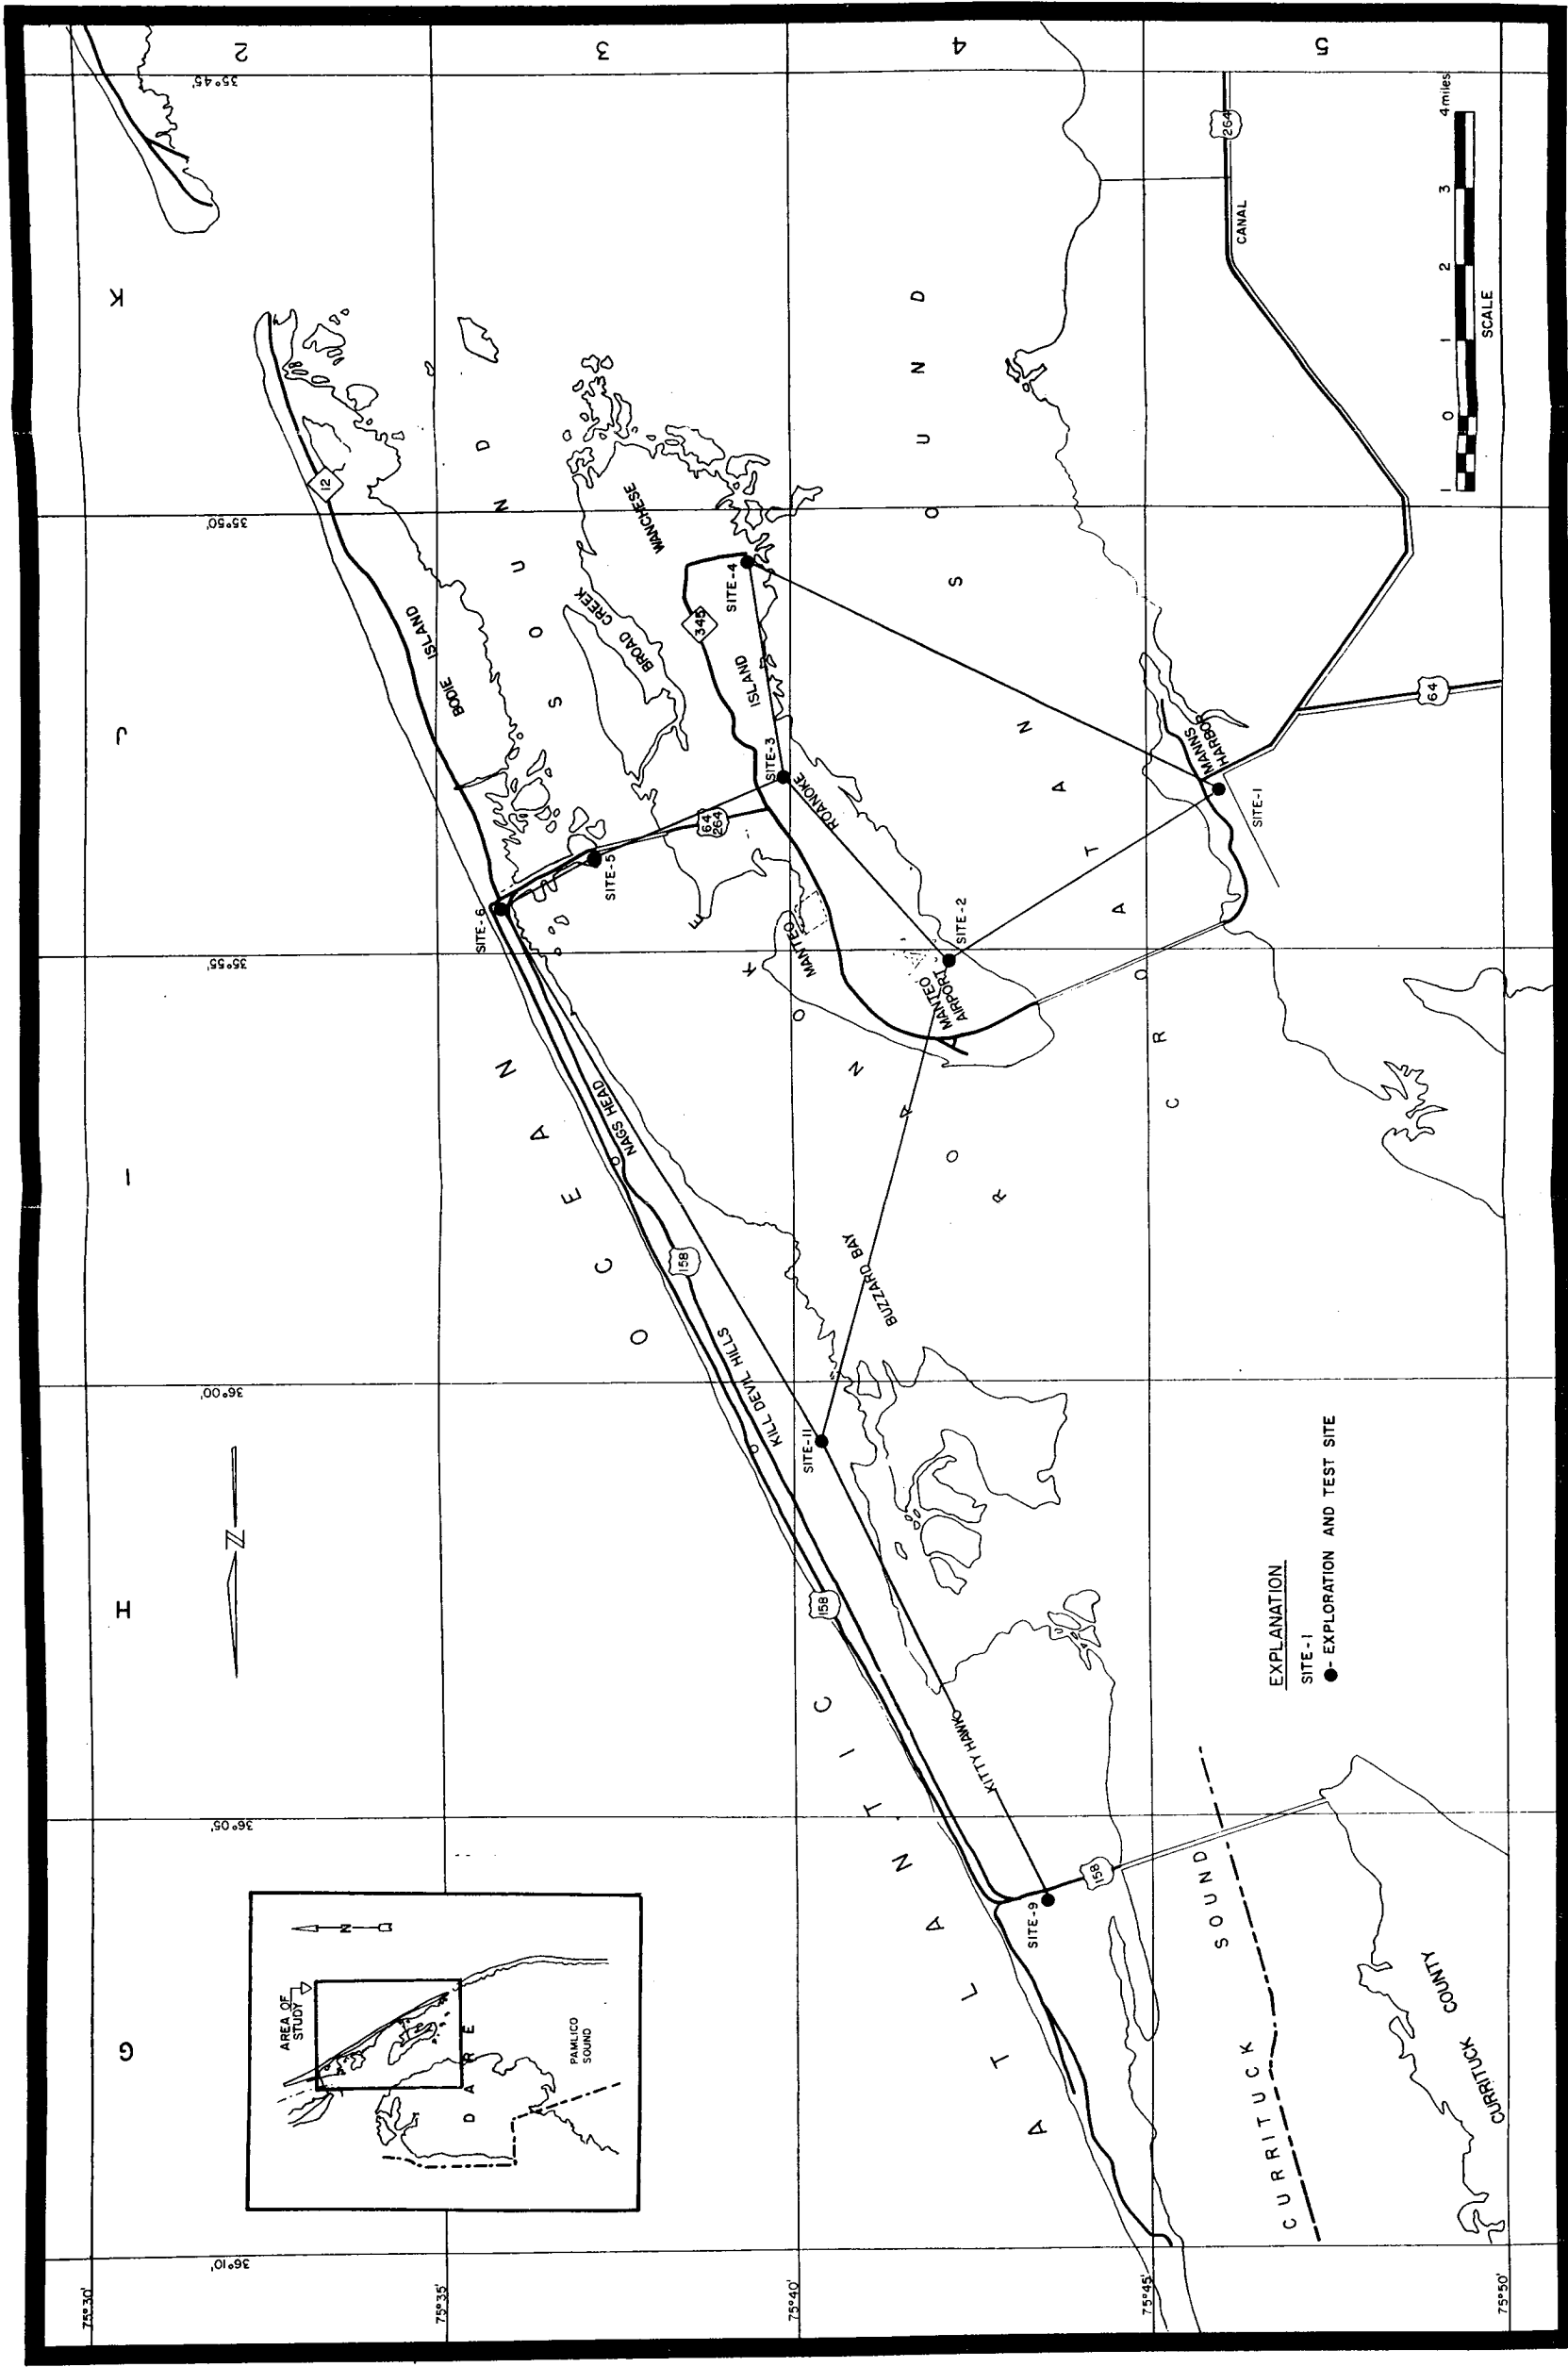 2
3
4
5
35°45'
35°50'
35°55'
36°00'
36°05'
36°10'
75°30'
75°35'
75°40'
75°45'
75°50'
K
J
I
H
G
12
BODIE ISLAND
ROANOKE SOUND
WANCHESE
BROAD CREEK
345
SITE-4
ROANOKE ISLAND
SITE-3
64
264
SITE-5
SITE-6
MANTEO
MANTEO
AIRPORT
SITE-2
CROATAN SOUND
264
CANAL
MANNS
HARBOR
64
SITE-1
4 miles
3
2
1
0
1
SCALE
ATLANTIC OCEAN
NAGS HEAD
158
KILL DEVIL HILLS
SITE-11
BUZZARD BAY
158
KITTY HAWK
158
SITE-9
N
CURRITUCK SOUND
CURRITUCK COUNTY
EXPLANATION
SITE-1
- EXPLORATION AND TEST SITE
N
AREA OF
STUDY
DARE
PAMLICO
SOUND